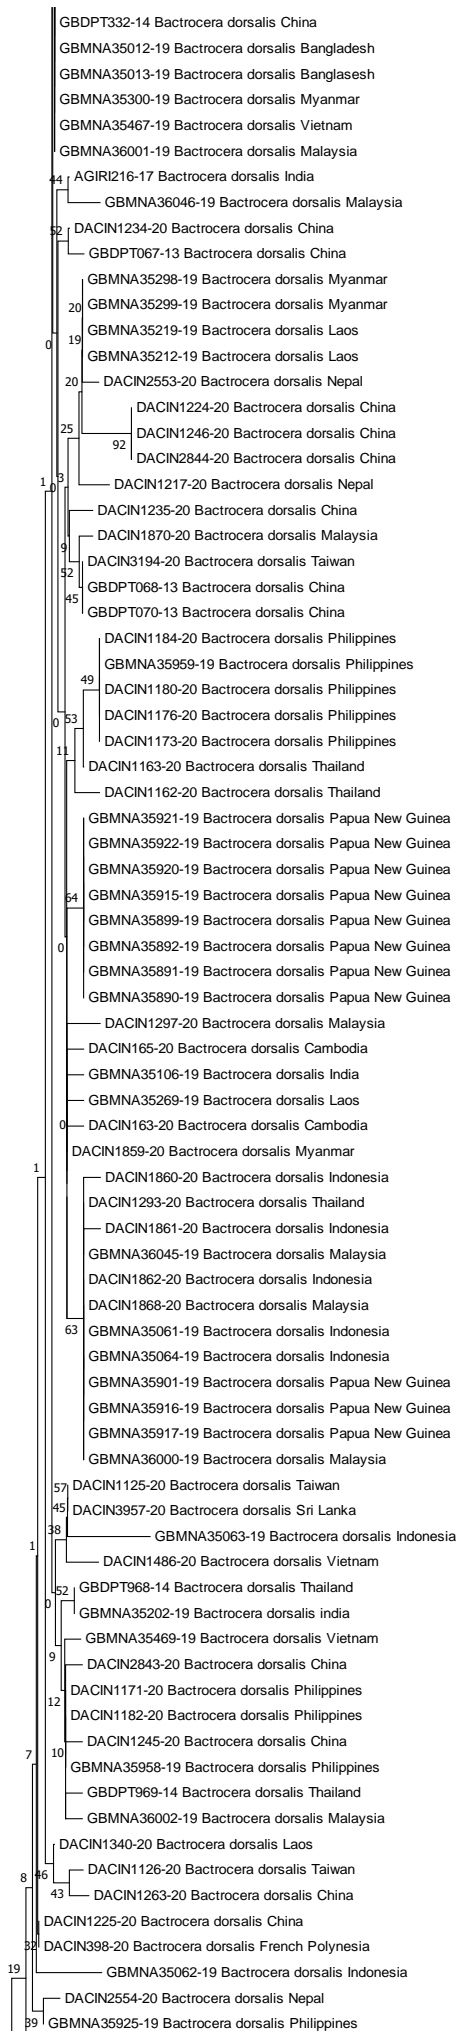 GBDPT332-14 Bactrocera dorsalis China
GBMNA35012-19 Bactrocera dorsalis Bangladesh
GBMNA35013-19 Bactrocera dorsalis Banglasesh
GBMNA35300-19 Bactrocera dorsalis Myanmar
GBMNA35467-19 Bactrocera dorsalis Vietnam
GBMNA36001-19 Bactrocera dorsalis Malaysia
44 AGIRI216-17 Bactrocera dorsalis India
GBMNA36046-19 Bactrocera dorsalis Malaysia
52 DACIN1234-20 Bactrocera dorsalis China
GBDPT067-13 Bactrocera dorsalis China
GBMNA35298-19 Bactrocera dorsalis Myanmar
20 GBMNA35299-19 Bactrocera dorsalis Myanmar
0 19 GBMNA35219-19 Bactrocera dorsalis Laos
GBMNA35212-19 Bactrocera dorsalis Laos
20 DACIN2553-20 Bactrocera dorsalis Nepal
DACIN1224-20 Bactrocera dorsalis China
25 92 DACIN1246-20 Bactrocera dorsalis China
DACIN2844-20 Bactrocera dorsalis China
1 0 3 DACIN1217-20 Bactrocera dorsalis Nepal
DACIN1235-20 Bactrocera dorsalis China
9 DACIN1870-20 Bactrocera dorsalis Malaysia
52 DACIN3194-20 Bactrocera dorsalis Taiwan
45 GBDPT068-13 Bactrocera dorsalis China
GBDPT070-13 Bactrocera dorsalis China
DACIN1184-20 Bactrocera dorsalis Philippines
GBMNA35959-19 Bactrocera dorsalis Philippines
49 DACIN1180-20 Bactrocera dorsalis Philippines
0 53 DACIN1176-20 Bactrocera dorsalis Philippines
11 DACIN1173-20 Bactrocera dorsalis Philippines
DACIN1163-20 Bactrocera dorsalis Thailand
DACIN1162-20 Bactrocera dorsalis Thailand
GBMNA35921-19 Bactrocera dorsalis Papua New Guinea
GBMNA35922-19 Bactrocera dorsalis Papua New Guinea
GBMNA35920-19 Bactrocera dorsalis Papua New Guinea
64 GBMNA35915-19 Bactrocera dorsalis Papua New Guinea
GBMNA35899-19 Bactrocera dorsalis Papua New Guinea
0 GBMNA35892-19 Bactrocera dorsalis Papua New Guinea
GBMNA35891-19 Bactrocera dorsalis Papua New Guinea
GBMNA35890-19 Bactrocera dorsalis Papua New Guinea
DACIN1297-20 Bactrocera dorsalis Malaysia
DACIN165-20 Bactrocera dorsalis Cambodia
GBMNA35106-19 Bactrocera dorsalis India
GBMNA35269-19 Bactrocera dorsalis Laos
0 DACIN163-20 Bactrocera dorsalis Cambodia
DACIN1859-20 Bactrocera dorsalis Myanmar
1 DACIN1860-20 Bactrocera dorsalis Indonesia
DACIN1293-20 Bactrocera dorsalis Thailand
DACIN1861-20 Bactrocera dorsalis Indonesia
GBMNA36045-19 Bactrocera dorsalis Malaysia
DACIN1862-20 Bactrocera dorsalis Indonesia
DACIN1868-20 Bactrocera dorsalis Malaysia
63 GBMNA35061-19 Bactrocera dorsalis Indonesia
GBMNA35064-19 Bactrocera dorsalis Indonesia
GBMNA35901-19 Bactrocera dorsalis Papua New Guinea
GBMNA35916-19 Bactrocera dorsalis Papua New Guinea
GBMNA35917-19 Bactrocera dorsalis Papua New Guinea
GBMNA36000-19 Bactrocera dorsalis Malaysia
57 DACIN1125-20 Bactrocera dorsalis Taiwan
45 DACIN3957-20 Bactrocera dorsalis Sri Lanka
38 GBMNA35063-19 Bactrocera dorsalis Indonesia
1 DACIN1486-20 Bactrocera dorsalis Vietnam
52 GBDPT968-14 Bactrocera dorsalis Thailand
0 GBMNA35202-19 Bactrocera dorsalis india
GBMNA35469-19 Bactrocera dorsalis Vietnam
9 DACIN2843-20 Bactrocera dorsalis China
12 DACIN1171-20 Bactrocera dorsalis Philippines
DACIN1182-20 Bactrocera dorsalis Philippines
DACIN1245-20 Bactrocera dorsalis China
7 10 GBMNA35958-19 Bactrocera dorsalis Philippines
GBDPT969-14 Bactrocera dorsalis Thailand
GBMNA36002-19 Bactrocera dorsalis Malaysia
DACIN1340-20 Bactrocera dorsalis Laos
8 46 DACIN1126-20 Bactrocera dorsalis Taiwan
43 DACIN1263-20 Bactrocera dorsalis China
DACIN1225-20 Bactrocera dorsalis China
32 DACIN398-20 Bactrocera dorsalis French Polynesia
19 GBMNA35062-19 Bactrocera dorsalis Indonesia
DACIN2554-20 Bactrocera dorsalis Nepal
39 GBMNA35925-19 Bactrocera dorsalis Philippines